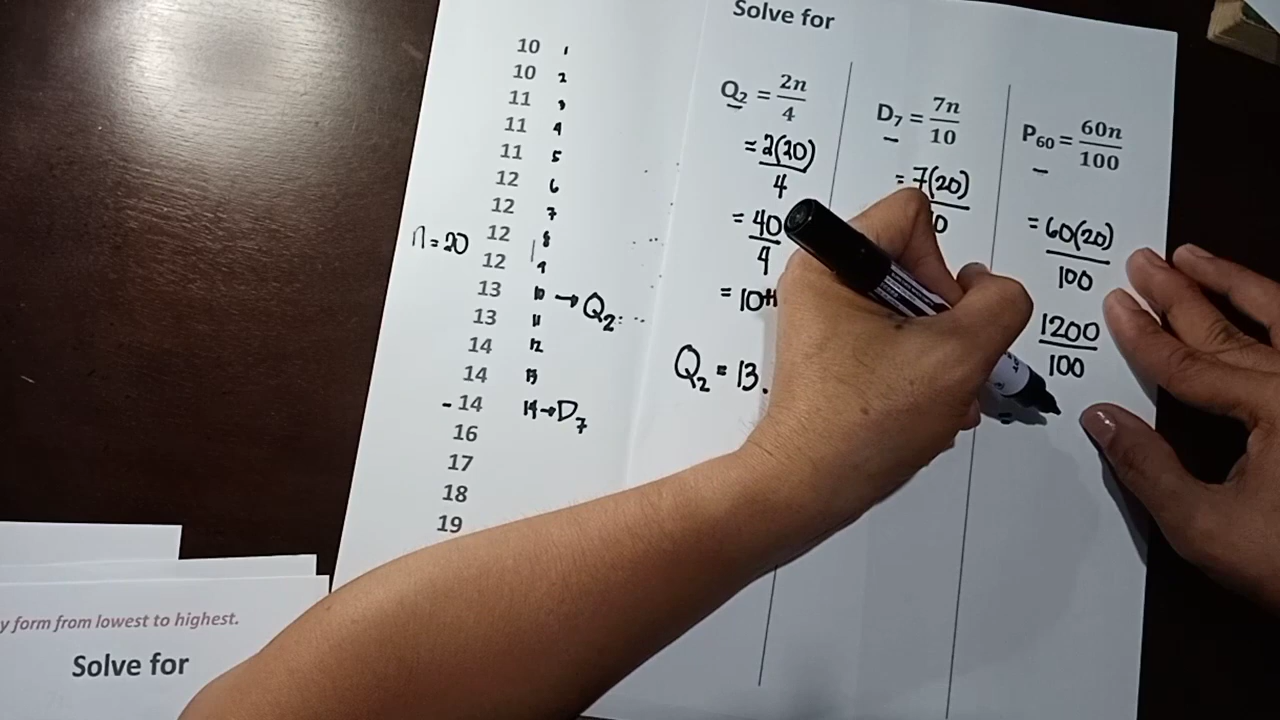 Solve for
10 1
10 2
11 3
11 4
11 5
12 6
12 7
12 8
n = 20
12 9
13 10 → Q2
13 11
14 12
14 13
- 14 14 → D7
16
17
18
19
Q2 = 2n/4
= 2(20)/4
= 40/4
= 10th
Q2 = 13.
D7 = 7n/10
= 7(20)
P60 = 60n/100
= 60(20)/100
1200/100
y form from lowest to highest.
Solve for